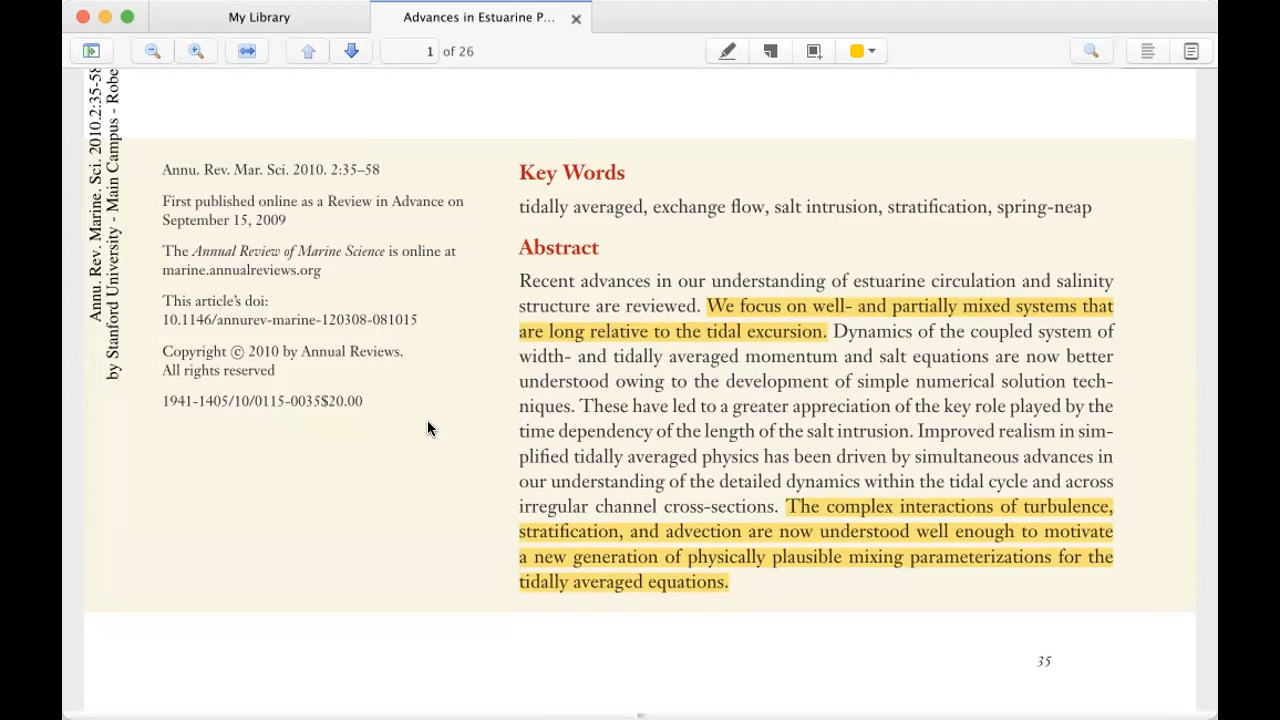 My Library
Advances in Estuarine P...
1 of 26
Annu. Rev. Marine. Sci. 2010.2:35-58
by Stanford University - Main Campus - Robe
Annu. Rev. Mar. Sci. 2010. 2:35–58
First published online as a Review in Advance on
September 15, 2009
The Annual Review of Marine Science is online at
marine.annualreviews.org
This article’s doi:
10.1146/annurev-marine-120308-081015
Copyright © 2010 by Annual Reviews.
All rights reserved
1941-1405/10/0115-0035$20.00
Key Words
tidally averaged, exchange flow, salt intrusion, stratification, spring-neap
Abstract
Recent advances in our understanding of estuarine circulation and salinity
structure are reviewed. We focus on well- and partially mixed systems that
are long relative to the tidal excursion. Dynamics of the coupled system of
width- and tidally averaged momentum and salt equations are now better
understood owing to the development of simple numerical solution tech-
niques. These have led to a greater appreciation of the key role played by the
time dependency of the length of the salt intrusion. Improved realism in sim-
plified tidally averaged physics has been driven by simultaneous advances in
our understanding of the detailed dynamics within the tidal cycle and across
irregular channel cross-sections. The complex interactions of turbulence,
stratification, and advection are now understood well enough to motivate
a new generation of physically plausible mixing parameterizations for the
tidally averaged equations.
35